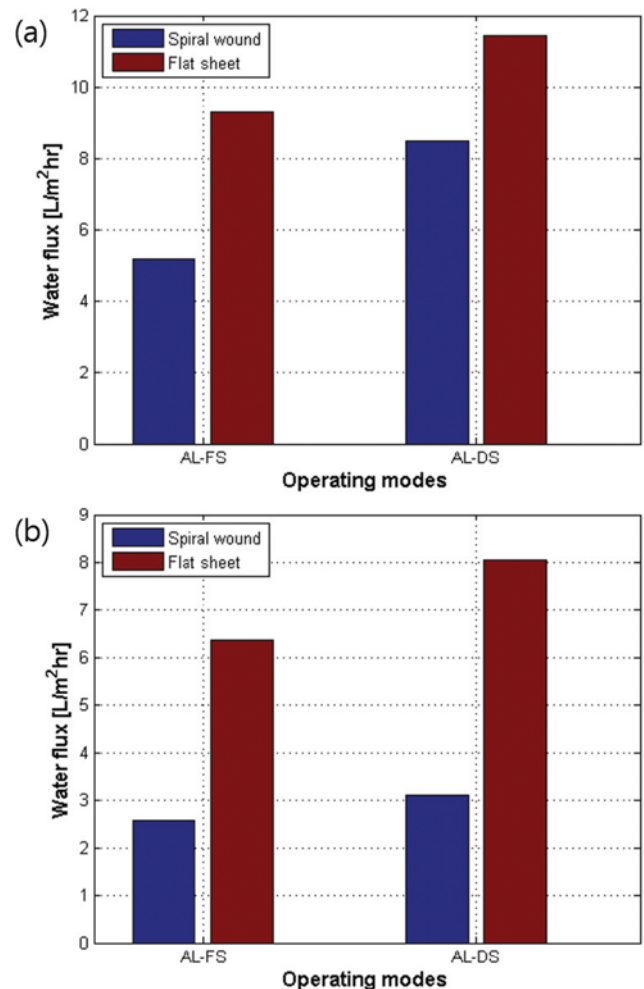 (a)
12
10
8
6
4
2
0
Water flux [L/m²hr]
Spiral wound
Flat sheet
AL-FS AL-DS
Operating modes
(b)
9
8
7
6
5
4
3
2
1
0
Water flux [L/m²hr]
Spiral wound
Flat sheet
AL-FS AL-DS
Operating modes